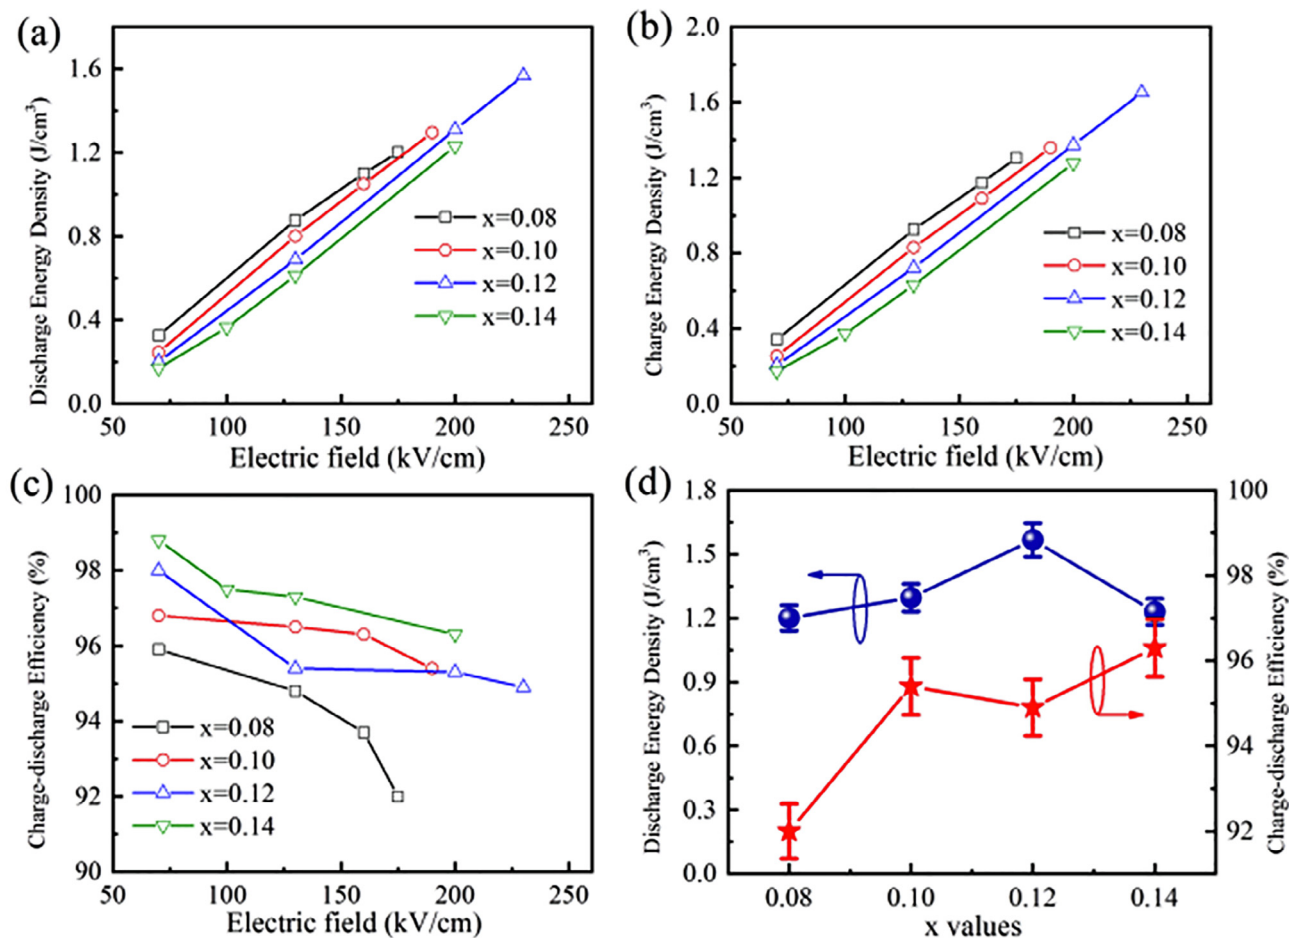 (a)
Discharge Energy Density (J/cm³)
1.6
1.2
0.8
0.4
0.0
x=0.08
x=0.10
x=0.12
x=0.14
50 100 150 200 250
Electric field (kV/cm)
(b)
Charge Energy Density (J/cm³)
2.0
1.6
1.2
0.8
0.4
0.0
x=0.08
x=0.10
x=0.12
x=0.14
50 100 150 200 250
Electric field (kV/cm)
(c)
Charge-discharge Efficiency (%)
100
98
96
94
92
90
x=0.08
x=0.10
x=0.12
x=0.14
50 100 150 200 250
Electric field (kV/cm)
(d)
Discharge Energy Density (J/cm³)
1.8
1.5
1.2
0.9
0.6
0.3
0.0
100
98
96
94
92
Charge-discharge Efficiency (%)
0.08 0.10 0.12 0.14
x values